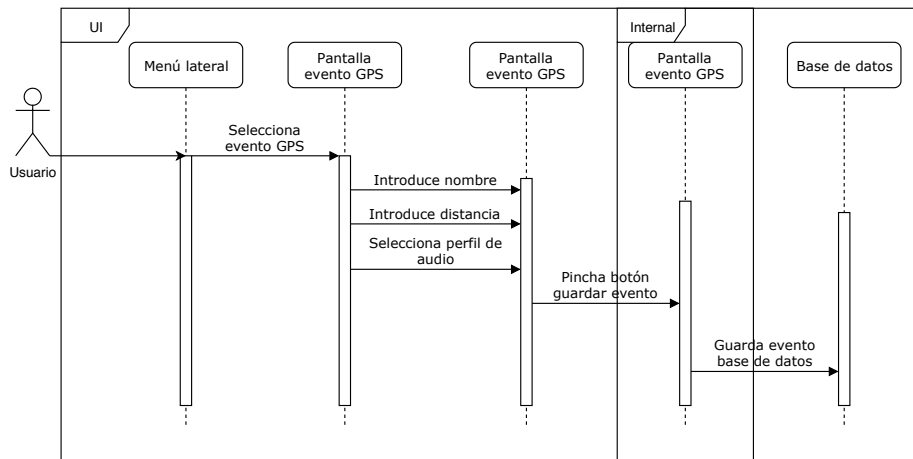 UI
Internal
Menú lateral
Pantalla
evento GPS
Pantalla
evento GPS
Pantalla
evento GPS
Base de datos
Usuario
Selecciona
evento GPS
Introduce nombre
Introduce distancia
Selecciona perfil de
audio
Pincha botón
guardar evento
Guarda evento
base de datos